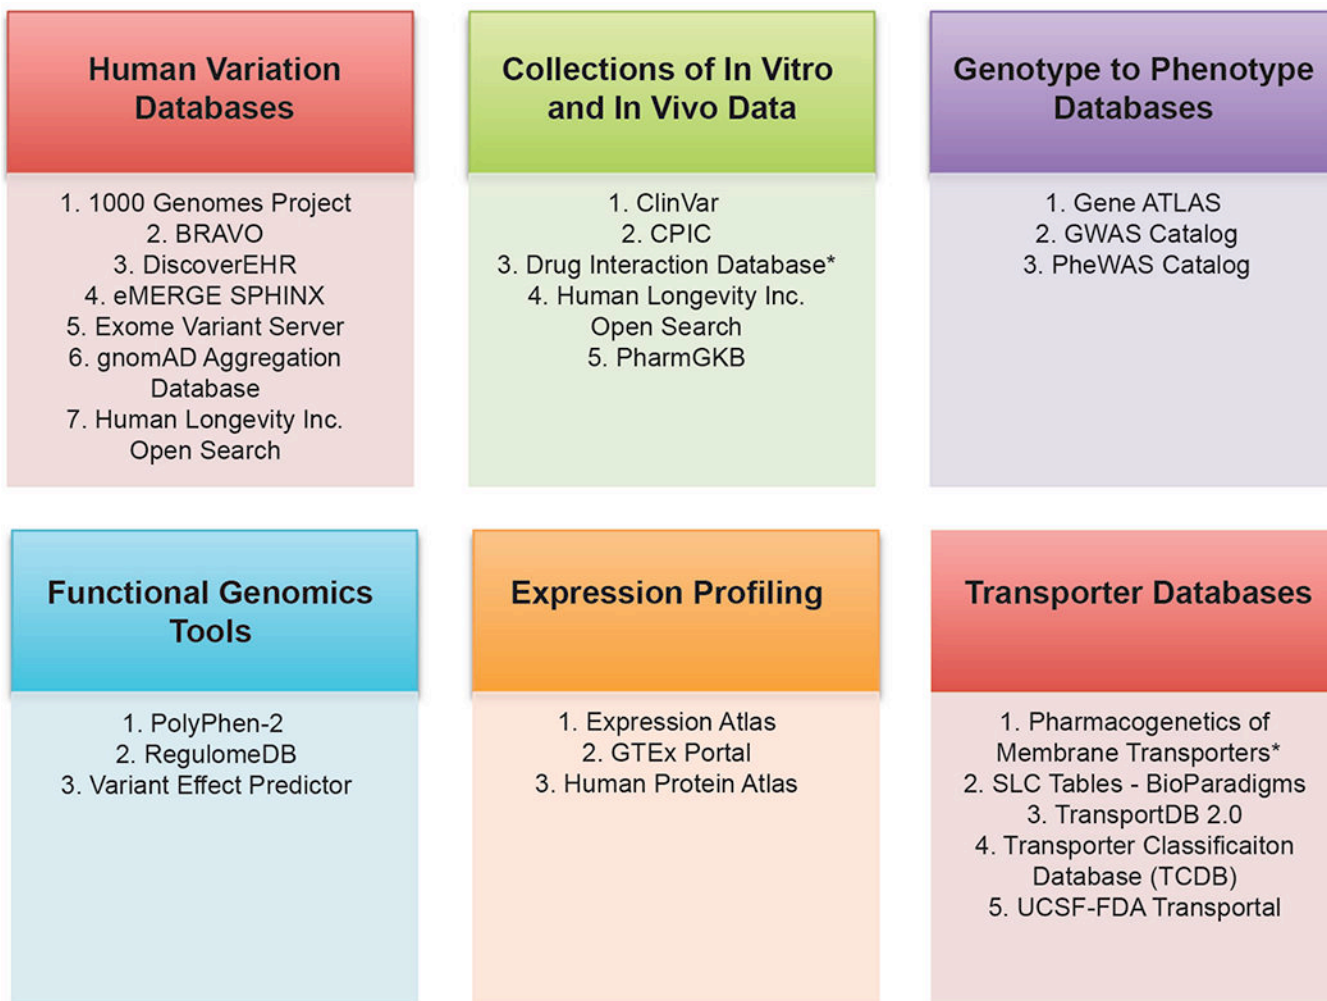 Human Variation
Databases
1. 1000 Genomes Project
2. BRAVO
3. DiscoverEHR
4. eMERGE SPHINX
5. Exome Variant Server
6. gnomAD Aggregation
Database
7. Human Longevity Inc.
Open Search
Collections of In Vitro
and In Vivo Data
1. ClinVar
2. CPIC
3. Drug Interaction Database*
4. Human Longevity Inc.
Open Search
5. PharmGKB
Genotype to Phenotype
Databases
1. Gene ATLAS
2. GWAS Catalog
3. PheWAS Catalog
Functional Genomics
Tools
1. PolyPhen-2
2. RegulomeDB
3. Variant Effect Predictor
Expression Profiling
1. Expression Atlas
2. GTEx Portal
3. Human Protein Atlas
Transporter Databases
1. Pharmacogenetics of
Membrane Transporters*
2. SLC Tables - BioParadigms
3. TransportDB 2.0
4. Transporter Classificaiton
Database (TCDB)
5. UCSF-FDA Transportal